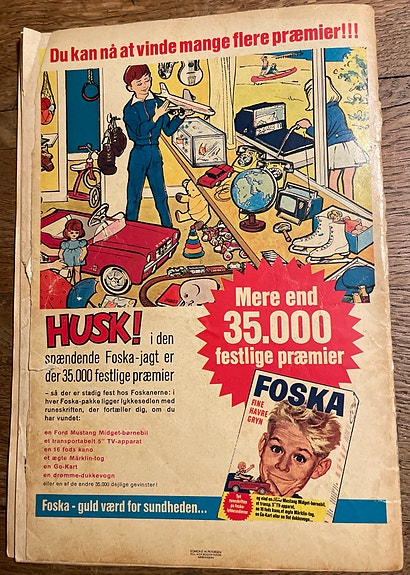 Du kan nå at vinde mange flere præmier!!!
Mere end
35.000
festlige præmier
HUSK! i den
spændende Foska-jagt er
der 35.000 festlige præmier
– så der er stadig fest hos Foskanerne: i
hver Foske-pakke ligger lykkesedlen med
runeskriften, der fortæller dig, om du
har vundet:
en Ford Mustang Midget-børnebil
et transportabelt 5" TV-apparat
en 16 fods kano
et ægte Märklin-tog
en Go-Kart
en drømme-dukkevogn
eller en af de andre 35.000 dejlige gevinster!
FOSKA
FINE
HAVRE
GRYN
Foska - guld værd for sundheden...